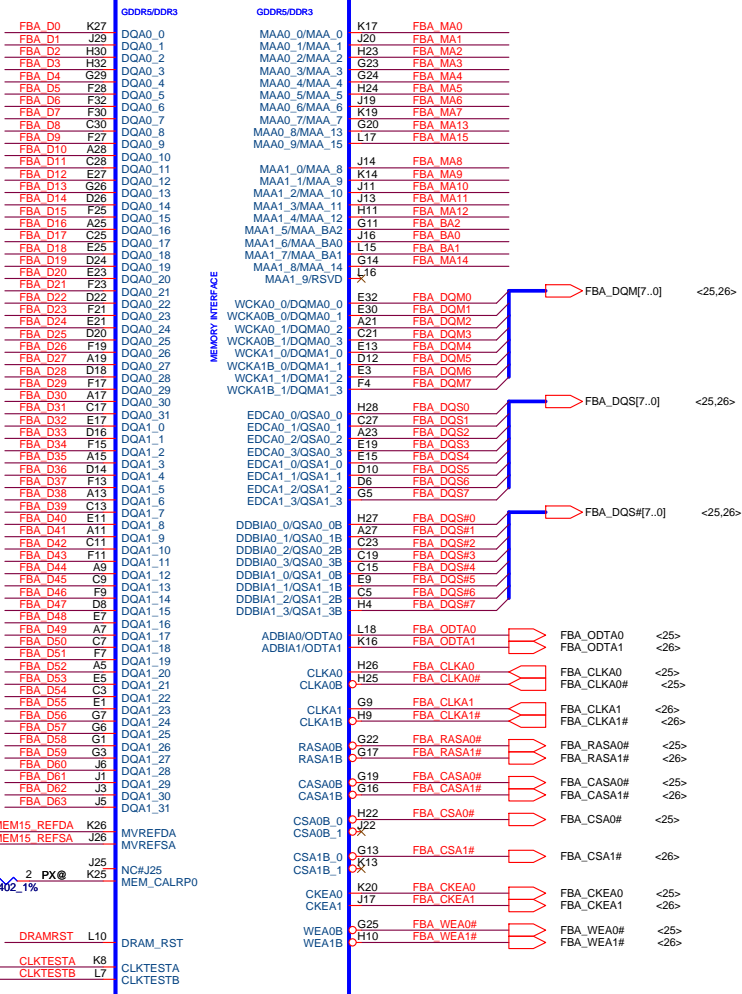 GDDR5/DDR3 GDDR5/DDR3
FBA_D0 K27 DQA0_0
FBA_D1 J29 DQA0_1
FBA_D2 H30 DQA0_2
FBA_D3 H32 DQA0_3
FBA_D4 G29 DQA0_4
FBA_D5 F28 DQA0_5
FBA_D6 F32 DQA0_6
FBA_D7 F30 DQA0_7
FBA_D8 C30 DQA0_8
FBA_D9 F27 DQA0_9
FBA_D10 A28 DQA0_10
FBA_D11 C28 DQA0_11
FBA_D12 E27 DQA0_12
FBA_D13 G26 DQA0_13
FBA_D14 D26 DQA0_14
FBA_D15 F25 DQA0_15
FBA_D16 A25 DQA0_16
FBA_D17 C25 DQA0_17
FBA_D18 E25 DQA0_18
FBA_D19 D24 DQA0_19
FBA_D20 E23 DQA0_20
FBA_D21 F23 DQA0_21
FBA_D22 D22 DQA0_22
FBA_D23 F21 DQA0_23
FBA_D24 E21 DQA0_24
FBA_D25 D20 DQA0_25
FBA_D26 F19 DQA0_26
FBA_D27 A19 DQA0_27
FBA_D28 D18 DQA0_28
FBA_D29 F17 DQA0_29
FBA_D30 A17 DQA0_30
FBA_D31 C17 DQA0_31
FBA_D32 E17 DQA1_0
FBA_D33 D16 DQA1_1
FBA_D34 F15 DQA1_2
FBA_D35 A15 DQA1_3
FBA_D36 D14 DQA1_4
FBA_D37 F13 DQA1_5
FBA_D38 A13 DQA1_6
FBA_D39 C13 DQA1_7
FBA_D40 E11 DQA1_8
FBA_D41 A11 DQA1_9
FBA_D42 C11 DQA1_10
FBA_D43 F11 DQA1_11
FBA_D44 A9 DQA1_12
FBA_D45 C9 DQA1_13
FBA_D46 F9 DQA1_14
FBA_D47 D8 DQA1_15
FBA_D48 E7 DQA1_16
FBA_D49 A7 DQA1_17
FBA_D50 C7 DQA1_18
FBA_D51 F7 DQA1_19
FBA_D52 A5 DQA1_20
FBA_D53 E5 DQA1_21
FBA_D54 C3 DQA1_22
FBA_D55 E1 DQA1_23
FBA_D56 G7 DQA1_24
FBA_D57 G6 DQA1_25
FBA_D58 G1 DQA1_26
FBA_D59 G3 DQA1_27
FBA_D60 J6 DQA1_28
FBA_D61 J1 DQA1_29
FBA_D62 J3 DQA1_30
FBA_D63 J5 DQA1_31
MEM15_REFDA K26 MVREFDA
MEM15_REFSA J26 MVREFSA
J25 NC#J25
2 PX@ K25 MEM_CALRP0
402_1%
DRAMRST L10 DRAM_RST
CLKTESTA K8 CLKTESTA
CLKTESTB L7 CLKTESTB
MEMORY INTERFACE
MAA0_0/MAA_0 K17 FBA_MA0
MAA0_1/MAA_1 J20 FBA_MA1
MAA0_2/MAA_2 H23 FBA_MA2
MAA0_3/MAA_3 G23 FBA_MA3
MAA0_4/MAA_4 G24 FBA_MA4
MAA0_5/MAA_5 H24 FBA_MA5
MAA0_6/MAA_6 J19 FBA_MA6
MAA0_7/MAA_7 K19 FBA_MA7
MAA0_8/MAA_13 G20 FBA_MA13
MAA0_9/MAA_15 L17 FBA_MA15
MAA1_0/MAA_8 J14 FBA_MA8
MAA1_1/MAA_9 K14 FBA_MA9
MAA1_2/MAA_10 J11 FBA_MA10
MAA1_3/MAA_11 J13 FBA_MA11
MAA1_4/MAA_12 H11 FBA_MA12
MAA1_5/MAA_BA2 G11 FBA_BA2
MAA1_6/MAA_BA0 J16 FBA_BA0
MAA1_7/MAA_BA1 L15 FBA_BA1
MAA1_8/MAA_14 G14 FBA_MA14
MAA1_9/RSVD L16
WCKA0_0/DQMA0_0 E32 FBA_DQM0 FBA_DQM[7..0] <25,26>
WCKA0B_0/DQMA0_1 E30 FBA_DQM1
WCKA0_1/DQMA0_2 A21 FBA_DQM2
WCKA0B_1/DQMA0_3 C21 FBA_DQM3
WCKA1_0/DQMA1_0 E13 FBA_DQM4
WCKA1B_0/DQMA1_1 D12 FBA_DQM5
WCKA1_1/DQMA1_2 E3 FBA_DQM6
WCKA1B_1/DQMA1_3 F4 FBA_DQM7
EDCA0_0/QSA0_0 H28 FBA_DQS0 FBA_DQS[7..0] <25,26>
EDCA0_1/QSA0_1 C27 FBA_DQS1
EDCA0_2/QSA0_2 A23 FBA_DQS2
EDCA0_3/QSA0_3 E19 FBA_DQS3
EDCA1_0/QSA1_0 E15 FBA_DQS4
EDCA1_1/QSA1_1 D10 FBA_DQS5
EDCA1_2/QSA1_2 D6 FBA_DQS6
EDCA1_3/QSA1_3 G5 FBA_DQS7
DDBIA0_0/QSA0_0B H27 FBA_DQS#0 FBA_DQS#[7..0] <25,26>
DDBIA0_1/QSA0_1B A27 FBA_DQS#1
DDBIA0_2/QSA0_2B C23 FBA_DQS#2
DDBIA0_3/QSA0_3B C19 FBA_DQS#3
DDBIA1_0/QSA1_0B C15 FBA_DQS#4
DDBIA1_1/QSA1_1B E9 FBA_DQS#5
DDBIA1_2/QSA1_2B C5 FBA_DQS#6
DDBIA1_3/QSA1_3B H4 FBA_DQS#7
ADBIA0/ODTA0 L18 FBA_ODTA0 FBA_ODTA0 <25>
ADBIA1/ODTA1 K16 FBA_ODTA1 FBA_ODTA1 <26>
CLKA0 H26 FBA_CLKA0 FBA_CLKA0 <25>
CLKA0B H25 FBA_CLKA0# FBA_CLKA0# <25>
CLKA1 G9 FBA_CLKA1 FBA_CLKA1 <26>
CLKA1B H9 FBA_CLKA1# FBA_CLKA1# <26>
RASA0B G22 FBA_RASA0# FBA_RASA0# <25>
RASA1B G17 FBA_RASA1# FBA_RASA1# <26>
CASA0B G19 FBA_CASA0# FBA_CASA0# <25>
CASA1B G16 FBA_CASA1# FBA_CASA1# <26>
CSA0B_0 H22 FBA_CSA0# FBA_CSA0# <25>
CSA0B_1 J22
CSA1B_0 G13 FBA_CSA1# FBA_CSA1# <26>
CSA1B_1 K13
CKEA0 K20 FBA_CKEA0 FBA_CKEA0 <25>
CKEA1 J17 FBA_CKEA1 FBA_CKEA1 <26>
WEA0B G25 FBA_WEA0# FBA_WEA0# <25>
WEA1B H10 FBA_WEA1# FBA_WEA1# <26>